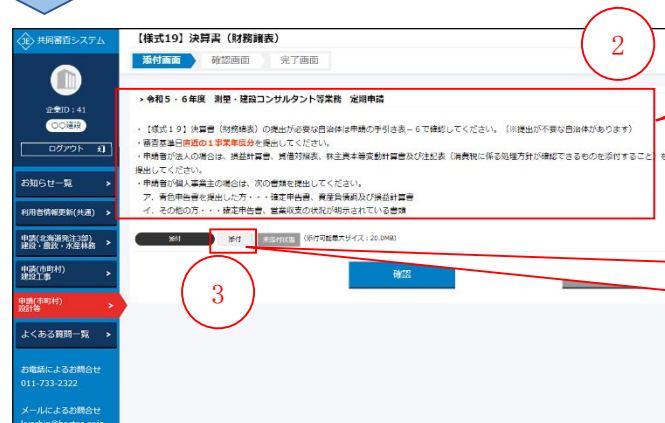 共同審査システム
企業ID：41
〇〇建設
ログアウト
お知らせ一覧 >
利用者情報更新(共通) >
申請(北海道発注3部)
建設・農政・水産林務 >
申請(市町村)
建設工事 >
申請(市町村)
設計等 >
よくある質問一覧 >
お電話によるお問合せ
011-733-2322
メールによるお問合せ
【様式19】決算書（財務諸表）
添付画面 確認画面 完了画面
2
> 令和5・6年度 測量・建設コンサルタント等業務 定期申請
・【様式19】決算書（財務諸表）の提出が必要な自治体は申請の手引き表－6で確認してください。（※提出が不要な自治体があります）
・審査基準日直近の1事業年度分を提出してください。
・申請者が法人の場合は、損益計算書、貸借対照表、株主資本等変動計算書及び注記表（消費税に係る処理方針が確認できるものを添付すること）を
提出してください。
・申請者が個人事業主の場合は、次の書類を提出してください。
ア．青色申告書を提出した方・・・確定申告書、資産負債調及び損益計算書
イ．その他の方・・・確定申告書、営業収支の状況が明示されている書類
添付 添付 未添付状態 (添付可能最大サイズ：20.0MB)
確認
3